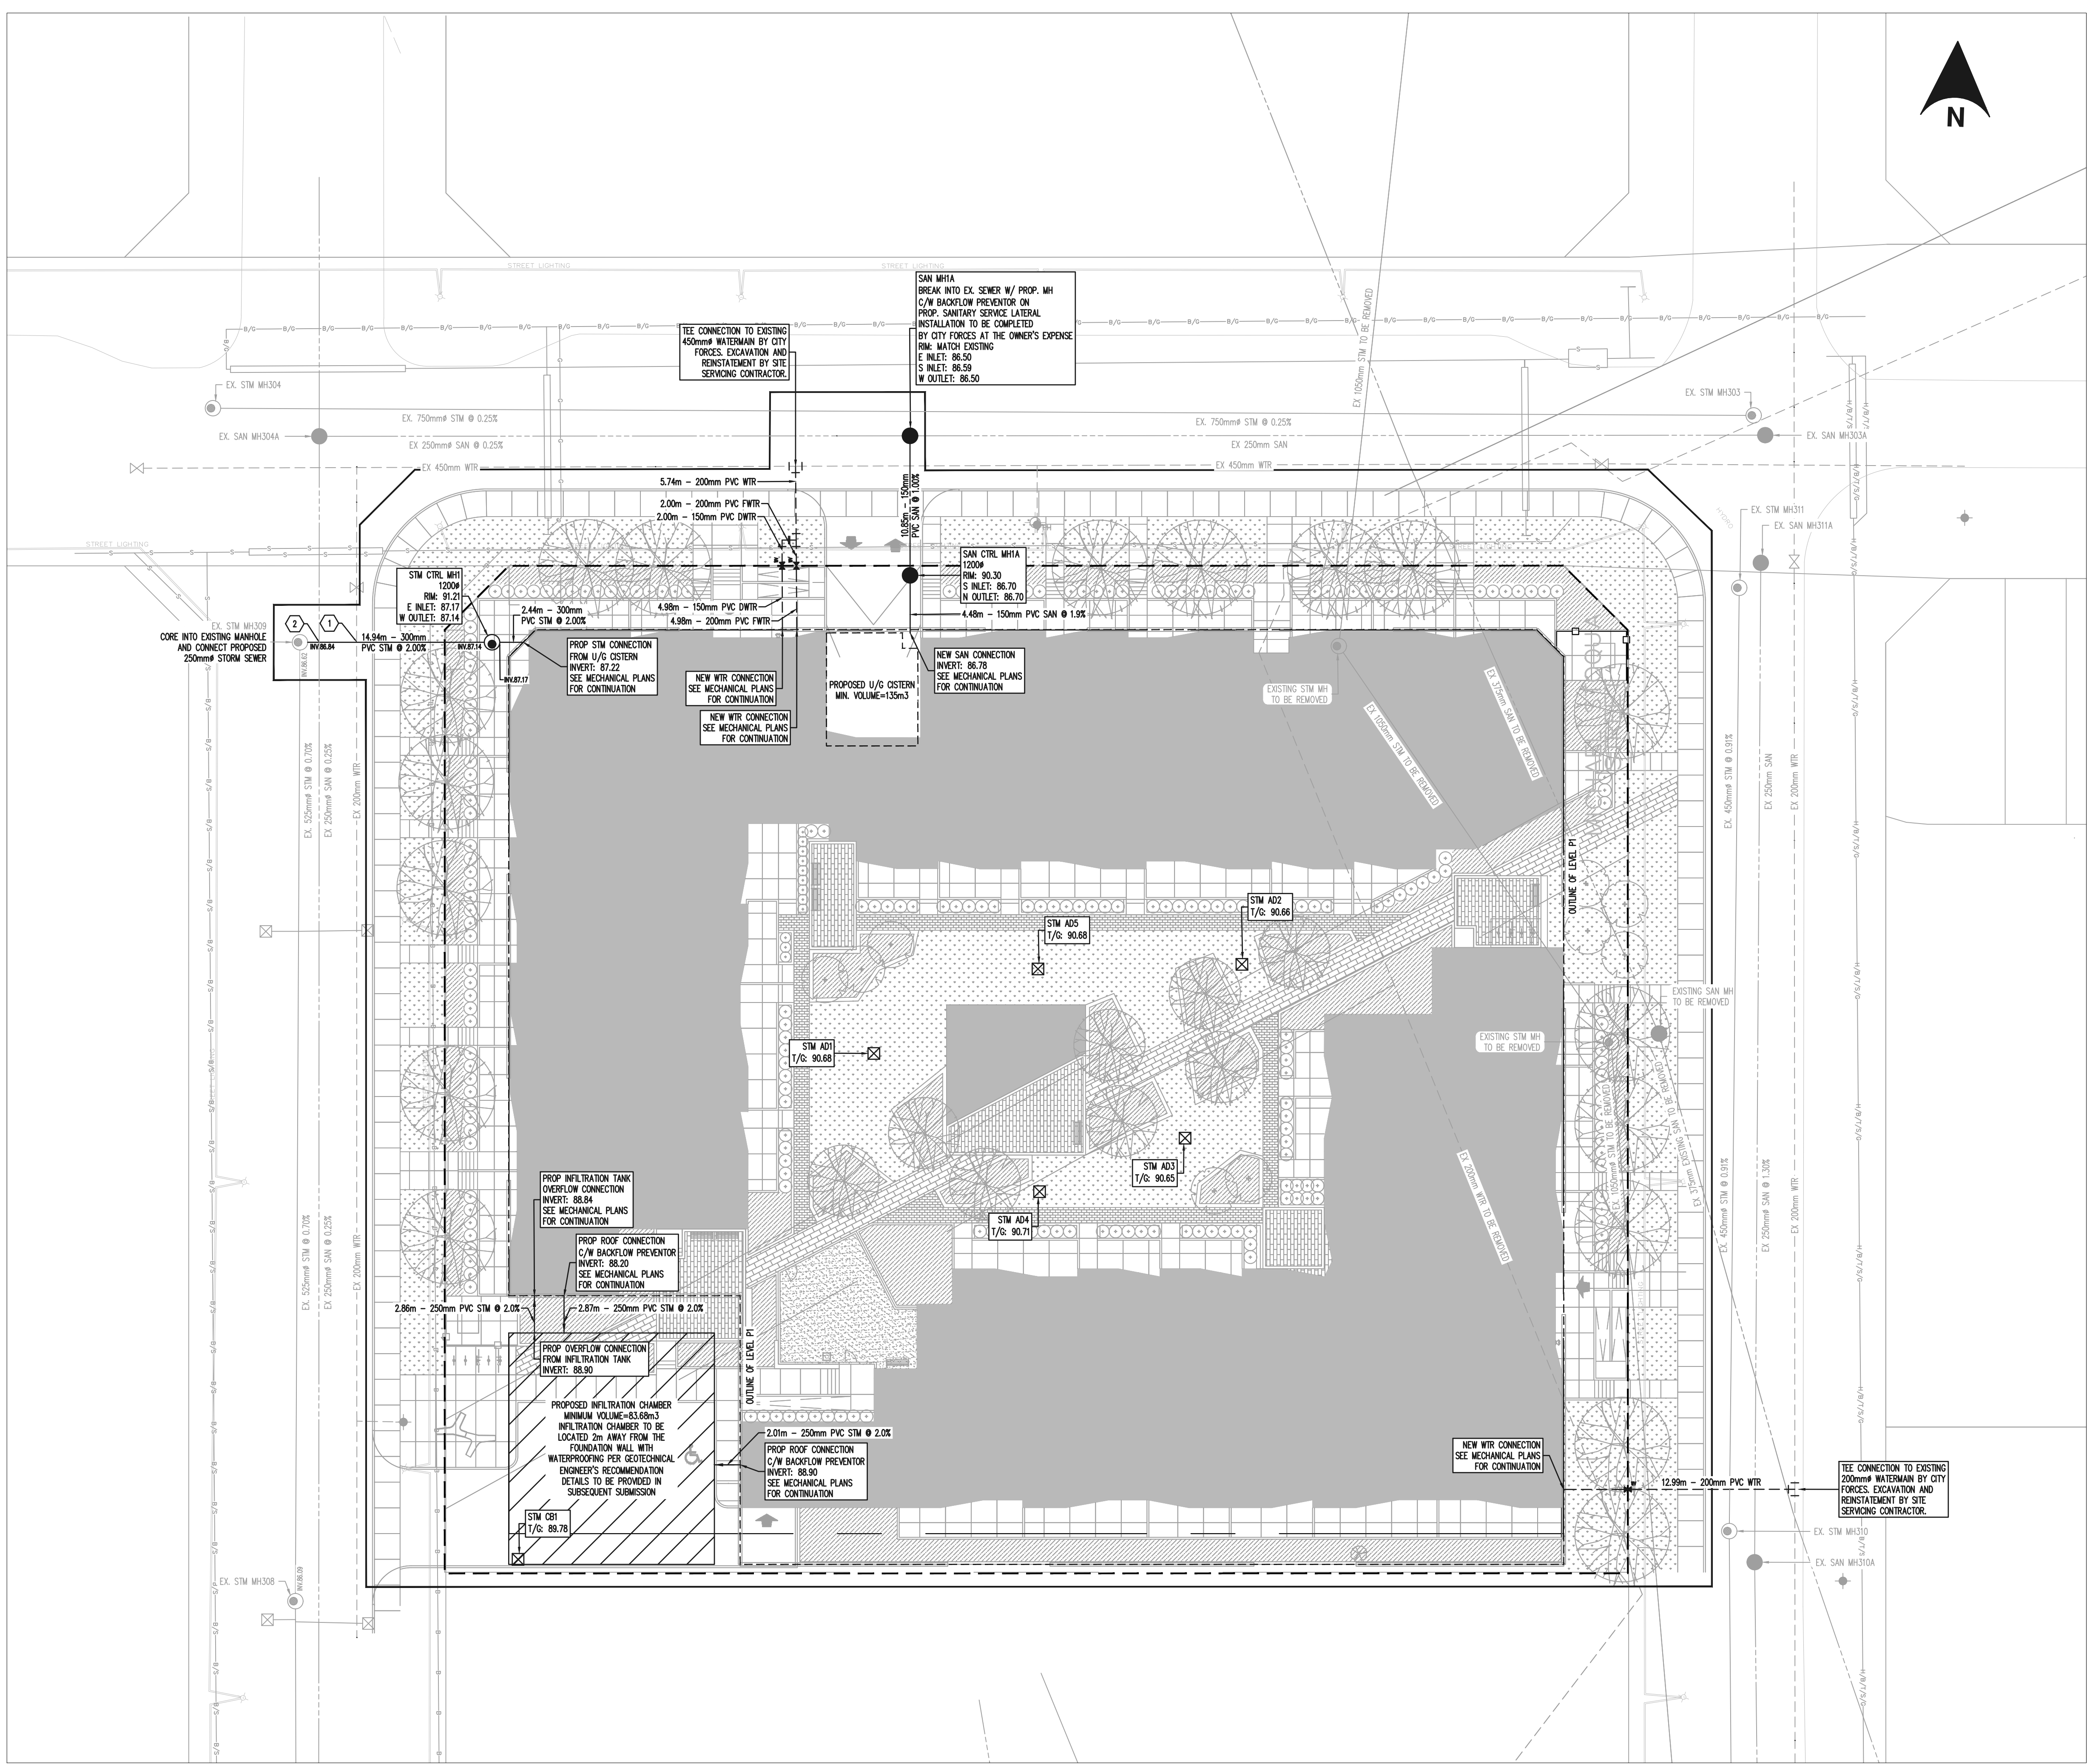 N
STREET LIGHTING
STREET LIGHTING
SAN MH1A
BREAK INTO EX. SEWER W/ PROP. MH
C/W BACKFLOW PREVENTOR ON
PROP. SANITARY SERVICE LATERAL
INSTALLATION TO BE COMPLETED
BY CITY FORCES AT THE OWNER'S EXPENSE
RIM: MATCH EXISTING
E INLET: 86.50
S INLET: 86.59
W OUTLET: 86.50
TEE CONNECTION TO EXISTING
450mmø WATERMAIN BY CITY
FORCES. EXCAVATION AND
REINSTATEMENT BY SITE
SERVICING CONTRACTOR.
EX 1050mm STM TO BE REMOVED
EX. STM MH304
EX. 750mmø STM @ 0.25%
EX. SAN MH304A
EX 250mmø SAN @ 0.25%
EX. 750mmø STM @ 0.25%
EX 250mm SAN
EX. STM MH303
EX. SAN MH303A
EX 450mm WTR
EX 450mm WTR
5.74m - 200mm PVC WTR
2.00m - 200mm PVC FWTR
2.00m - 150mm PVC DWTR
10.85m - 150mm
PVC SAN @ 1.00%
EX. STM MH311
EX. SAN MH311A
HYDRO
STREET LIGHTING
STM CTRL MH1
1200ø
RIM: 91.21
E INLET: 87.17
W OUTLET: 87.14
SAN CTRL MH1A
1200ø
RIM: 90.30
S INLET: 86.70
N OUTLET: 86.70
4.98m - 150mm PVC DWTR
4.98m - 200mm PVC FWTR
4.48m - 150mm PVC SAN @ 1.9%
2.44m - 300mm
PVC STM @ 2.00%
EX. STM MH309
CORE INTO EXISTING MANHOLE
AND CONNECT PROPOSED
250mmø STORM SEWER
2
1
INV.86.84
14.94m - 300mm
PVC STM @ 2.00%
INV.87.14
INV.87.17
INV.86.62
PROP STM CONNECTION
FROM U/G CISTERN
INVERT: 87.22
SEE MECHANICAL PLANS
FOR CONTINUATION
NEW WTR CONNECTION
SEE MECHANICAL PLANS
FOR CONTINUATION
NEW WTR CONNECTION
SEE MECHANICAL PLANS
FOR CONTINUATION
PROPOSED U/G CISTERN
MIN. VOLUME=135m3
NEW SAN CONNECTION
INVERT: 86.78
SEE MECHANICAL PLANS
FOR CONTINUATION
EXISTING STM MH
TO BE REMOVED
EX 1050mm STM TO BE REMOVED
EX 375mm SAN TO BE REMOVED
EX. 525mmø STM @ 0.70%
EX 250mmø SAN @ 0.25%
EX 200mm WTR
EX. 450mmø STM @ 0.91%
EX 250mm SAN
EX 200mm WTR
OUTLINE OF LEVEL P1
STM AD5
T/G: 90.68
STM AD2
T/G: 90.66
STM AD1
T/G: 90.68
STM AD3
T/G: 90.65
STM AD4
T/G: 90.71
EXISTING SAN MH
TO BE REMOVED
EXISTING STM MH
TO BE REMOVED
EX 1050mmø STM TO BE REMOVED
EX 375mm EXISTING SAN TO BE REMOVED
EX 200mm WTR TO BE REMOVED
PROP INFILTRATION TANK
OVERFLOW CONNECTION
INVERT: 88.84
SEE MECHANICAL PLANS
FOR CONTINUATION
PROP ROOF CONNECTION
C/W BACKFLOW PREVENTOR
INVERT: 88.20
SEE MECHANICAL PLANS
FOR CONTINUATION
2.86m - 250mm PVC STM @ 2.0%
2.87m - 250mm PVC STM @ 2.0%
PROP OVERFLOW CONNECTION
FROM INFILTRATION TANK
INVERT: 88.90
EX. 525mmø STM @ 0.70%
EX 250mmø SAN @ 0.25%
EX 200mm WTR
OUTLINE OF LEVEL P1
EX. 450mmø STM @ 0.91%
EX 250mmø SAN @ 1.30%
EX 200mm WTR
PROPOSED INFILTRATION CHAMBER
MINIMUM VOLUME=83.68m3
INFILTRATION CHAMBER TO BE
LOCATED 2m AWAY FROM THE
FOUNDATION WALL WITH
WATERPROOFING PER GEOTECHNICAL
ENGINEER'S RECOMMENDATION
DETAILS TO BE PROVIDED IN
SUBSEQUENT SUBMISSION
2.01m - 250mm PVC STM @ 2.0%
PROP ROOF CONNECTION
C/W BACKFLOW PREVENTOR
INVERT: 88.90
SEE MECHANICAL PLANS
FOR CONTINUATION
STM CB1
T/G: 89.78
NEW WTR CONNECTION
SEE MECHANICAL PLANS
FOR CONTINUATION
12.99m - 200mm PVC WTR
TEE CONNECTION TO EXISTING
200mmø WATERMAIN BY CITY
FORCES. EXCAVATION AND
REINSTATEMENT BY SITE
SERVICING CONTRACTOR.
EX. STM MH310
EX. SAN MH310A
EX. STM MH308
INV.86.09